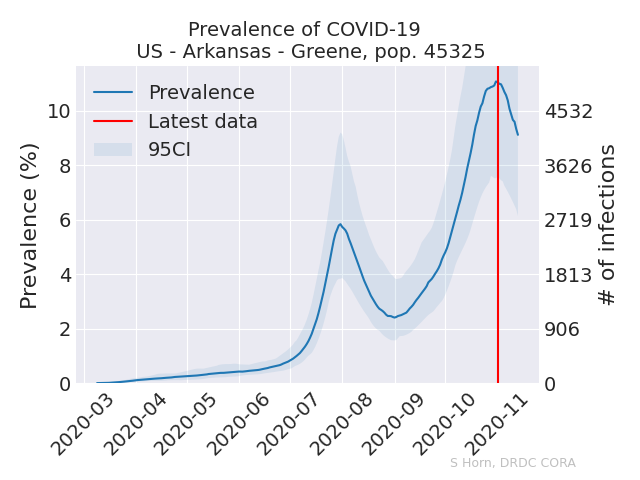 Prevalence of COVID-19
US - Arkansas - Greene, pop. 45325
Prevalence
Latest data
95CI
Prevalence (%)
10
8
6
4
2
0
4532
3626
2719
1813
906
0
# of infections
2020-03
2020-04
2020-05
2020-06
2020-07
2020-08
2020-09
2020-10
2020-11
S Horn, DRDC CORA